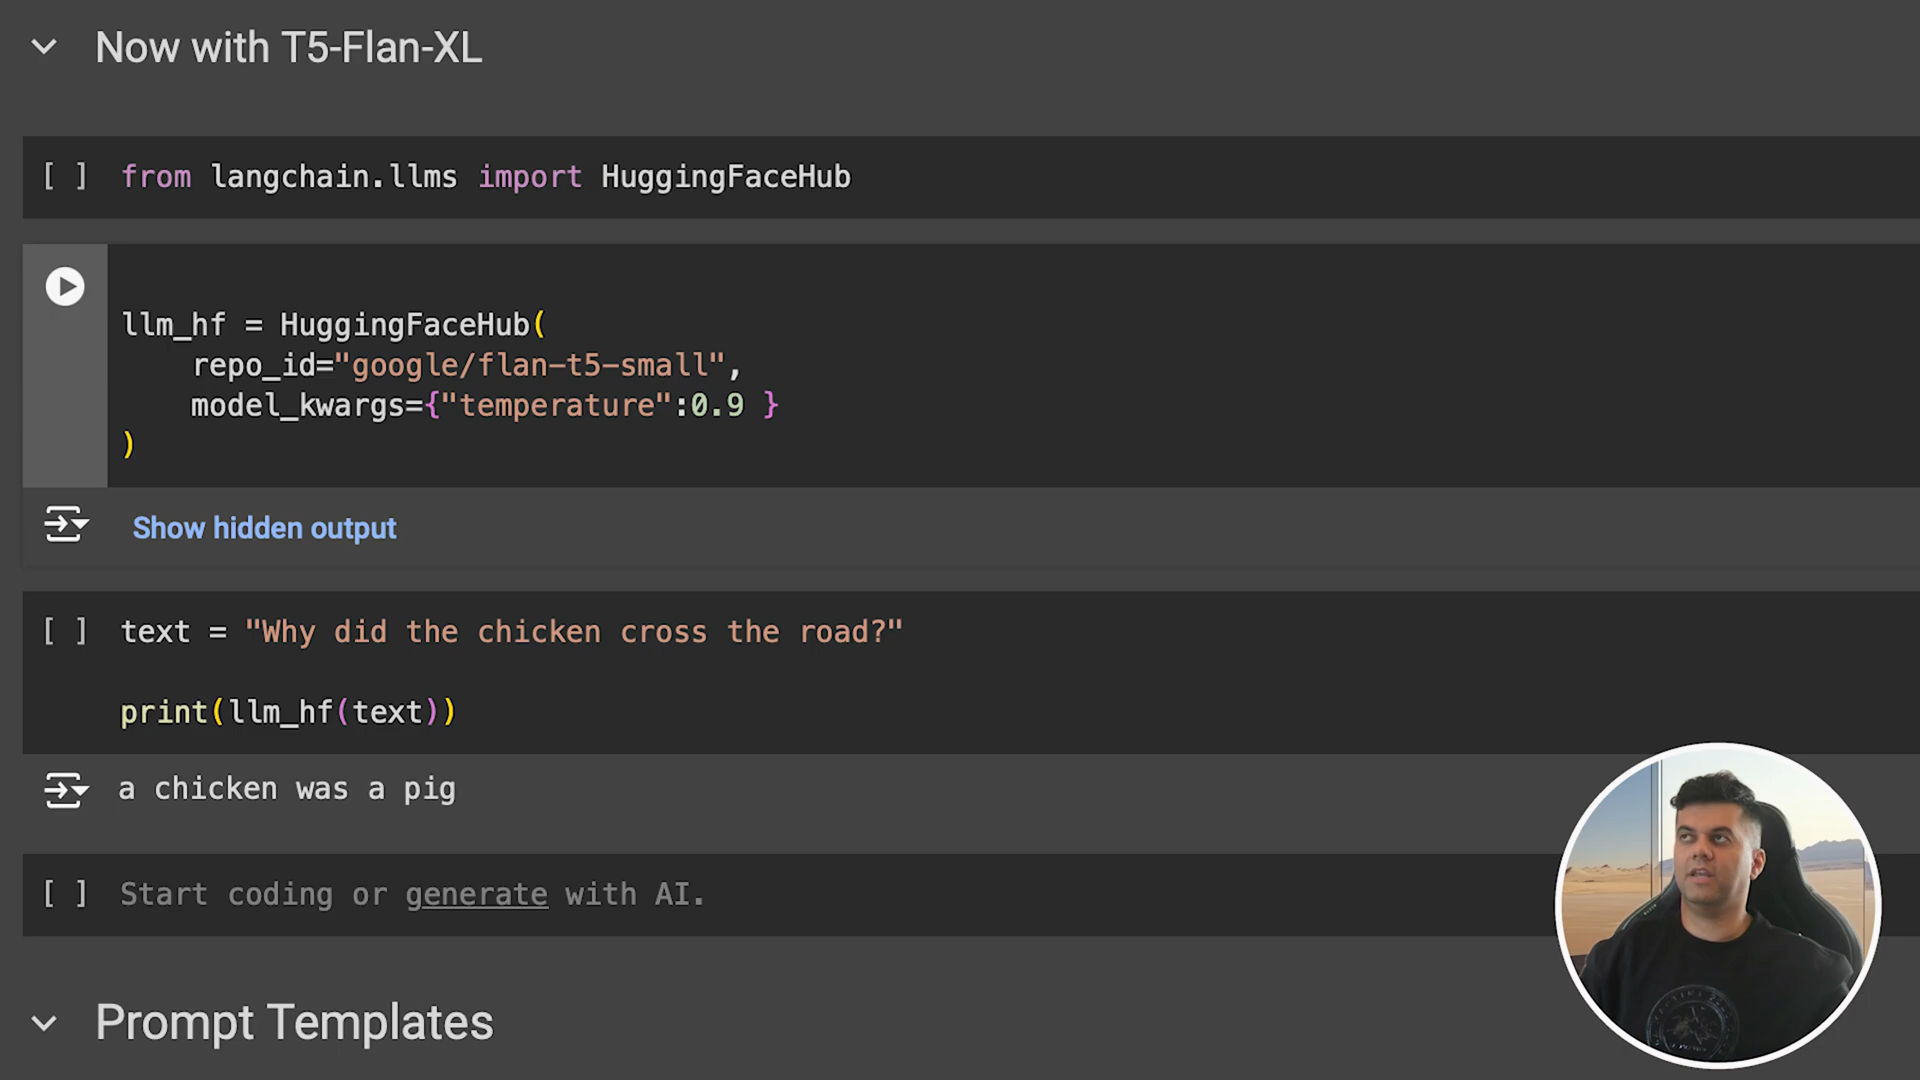 Now with T5-Flan-XL
[ ] from langchain.llms import HuggingFaceHub
llm_hf = HuggingFaceHub(
    repo_id="google/flan-t5-small",
    model_kwargs={"temperature":0.9 }
)
Show hidden output
[ ] text = "Why did the chicken cross the road?"
print(llm_hf(text))
a chicken was a pig
[ ] Start coding or generate with AI.
Prompt Templates